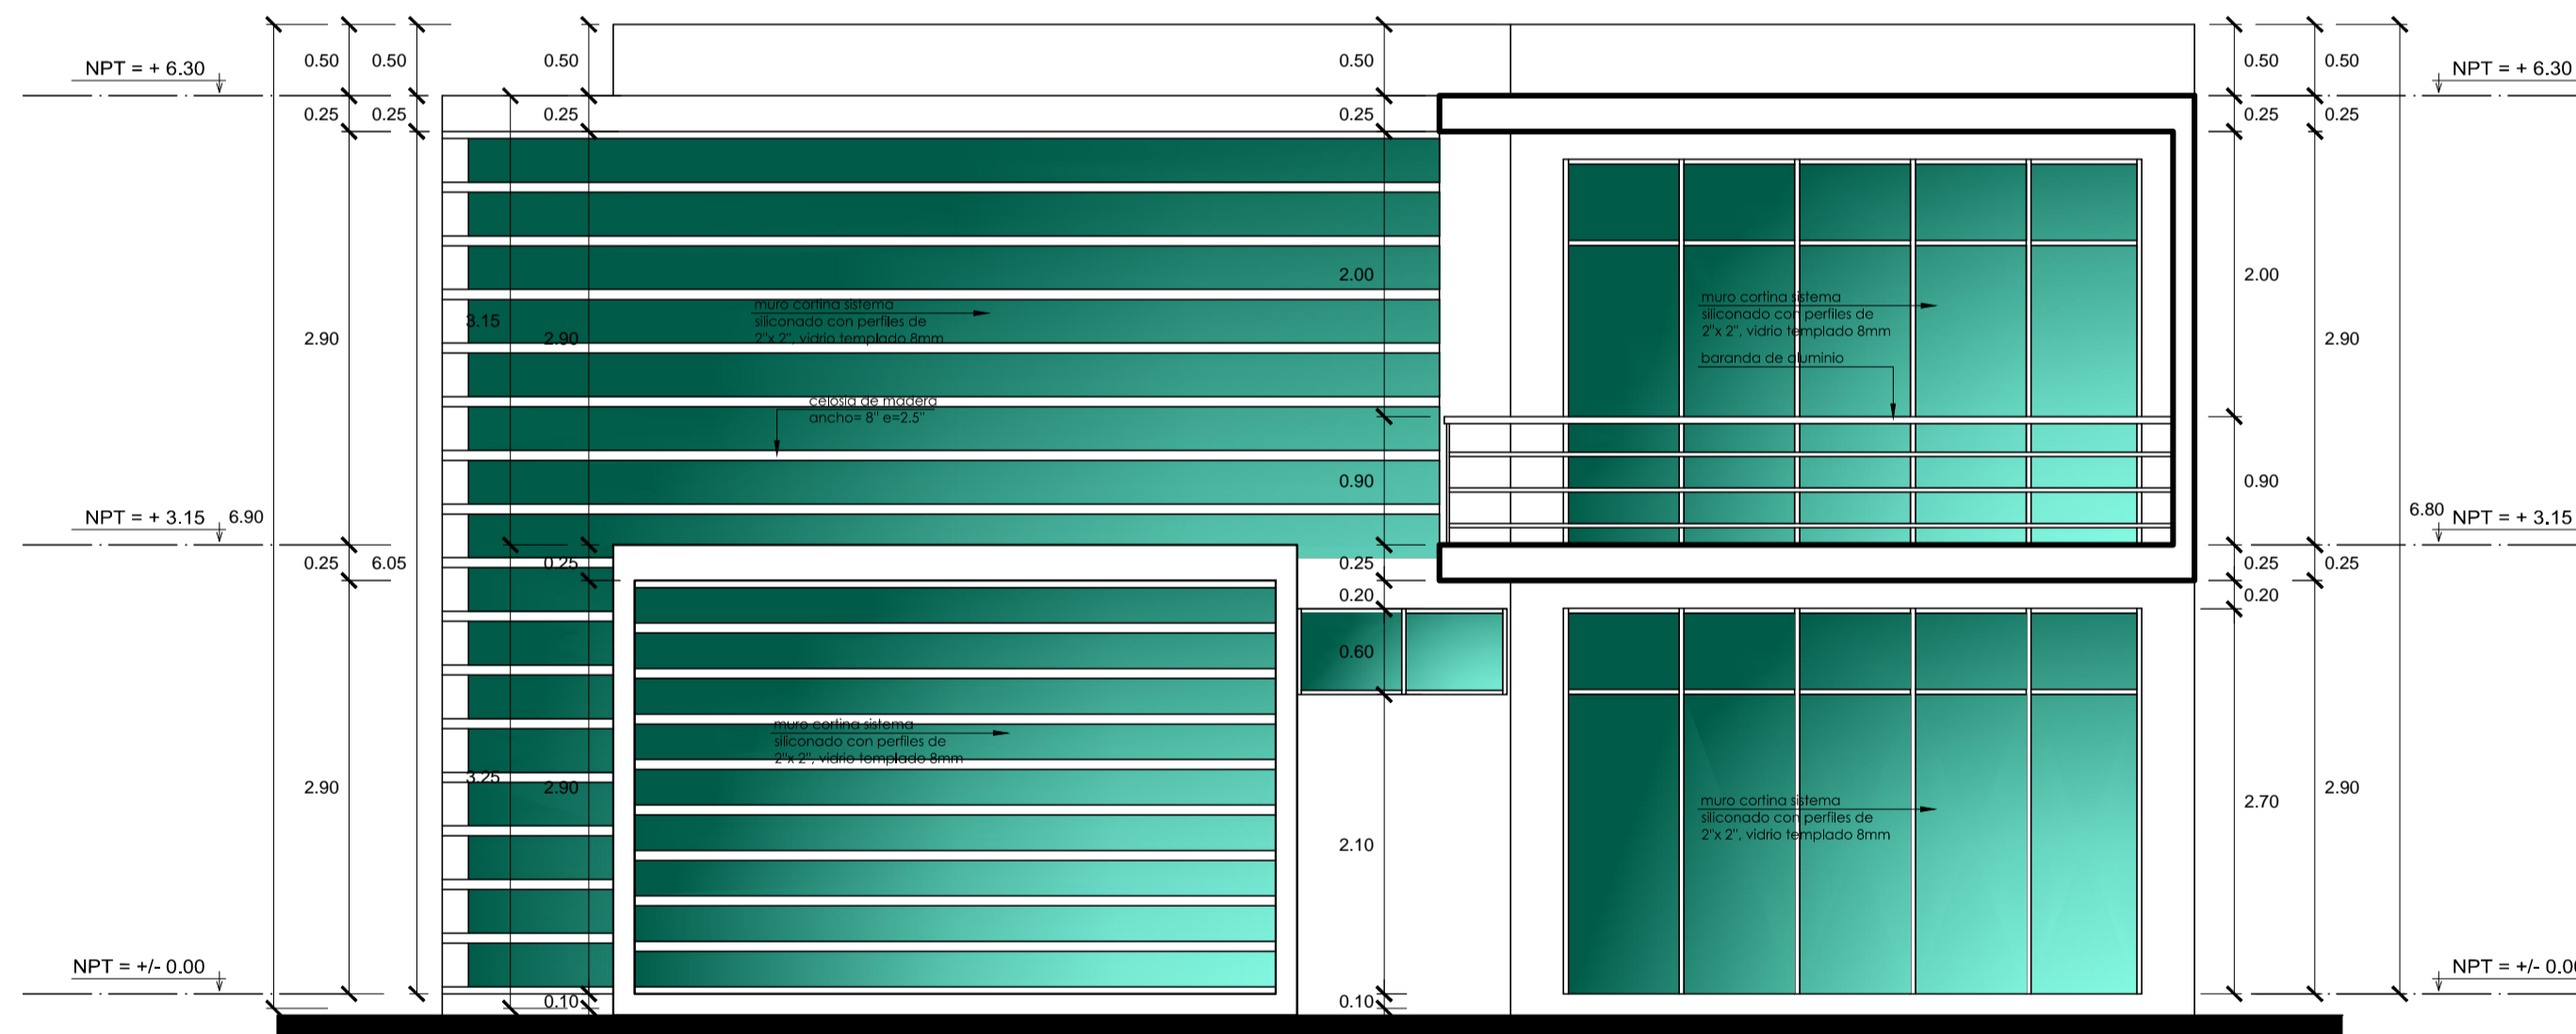 0.50 0.50 0.50 0.50 0.50 0.50
NPT = + 6.30 NPT = + 6.30
0.25 0.25 0.25 0.25 0.25 0.25
2.00 2.00
muro cortina sistema
siliconado con perfiles de
2"x 2", vidrio templado 8mm
muro cortina sistema
siliconado con perfiles de
2"x 2", vidrio templado 8mm
3.15
2.90 2.90 2.90
baranda de aluminio
celosia de madera
ancho= 8" e=2.5"
0.90 0.90
NPT = + 3.15 6.90 6.80 NPT = + 3.15
0.25 6.05 0.25 0.25 0.25 0.25
0.20 0.20
0.60
muro cortina sistema
siliconado con perfiles de
2"x 2", vidrio templado 8mm
3.25
2.90 2.90 2.70 2.90
muro cortina sistema
siliconado con perfiles de
2"x 2", vidrio templado 8mm
2.10
NPT = +/- 0.00 NPT = +/- 0.00
0.10 0.10